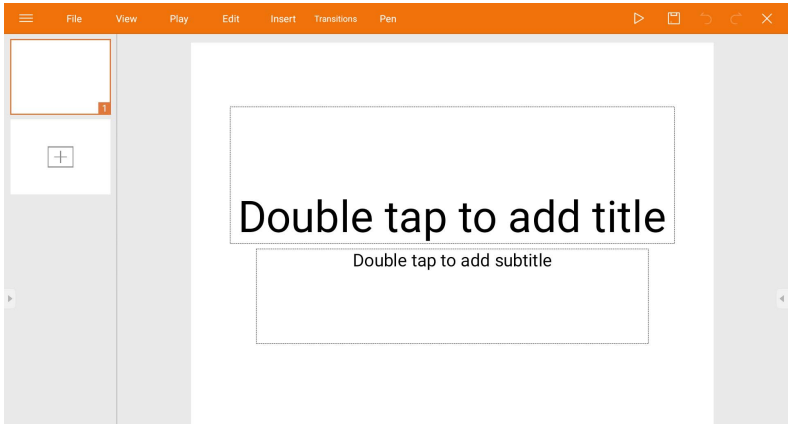 File View Play Edit Insert Transitions Pen
1
Double tap to add title
Double tap to add subtitle